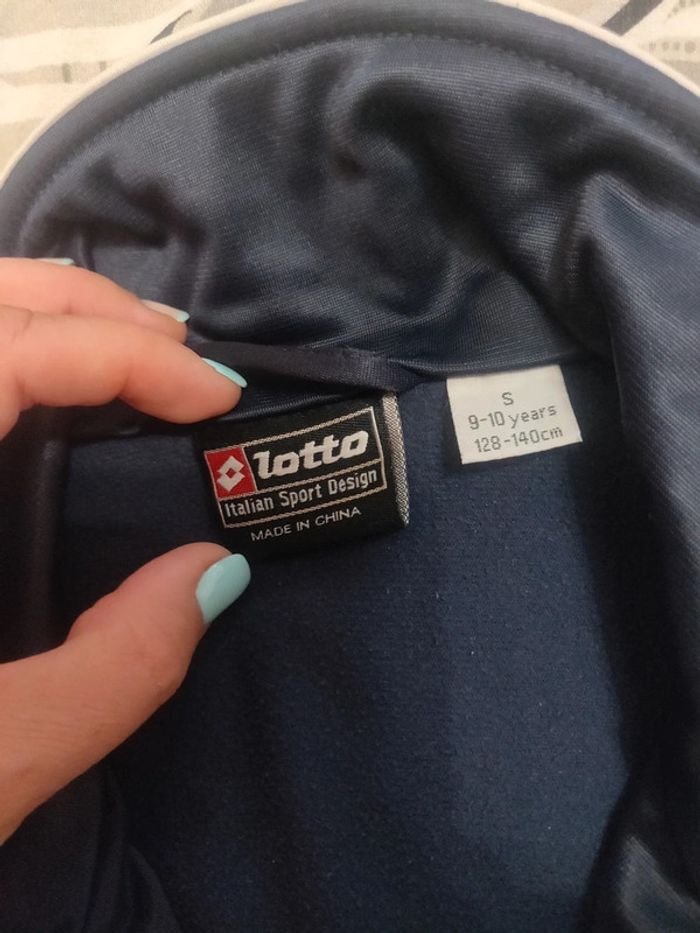 lotto
Italian Sport Design
MADE IN CHINA
S
9-10 years
128-140cm